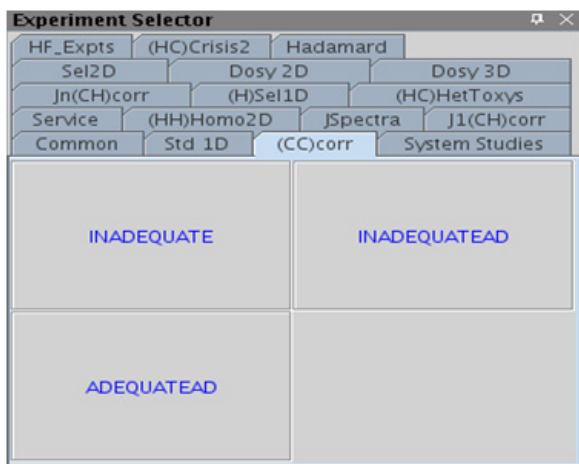 Experiment Selector
HF_Expts (HC)Crisis2 Hadamard
Sel2D Dosy 2D Dosy 3D
Jn(CH)corr (H)Sel1D (HC)HetToxys
Service (HH)Homo2D JSpectra J1(CH)corr
Common Std 1D (CC)corr System Studies
INADEQUATE INADEQUATEAD
ADEQUATEAD